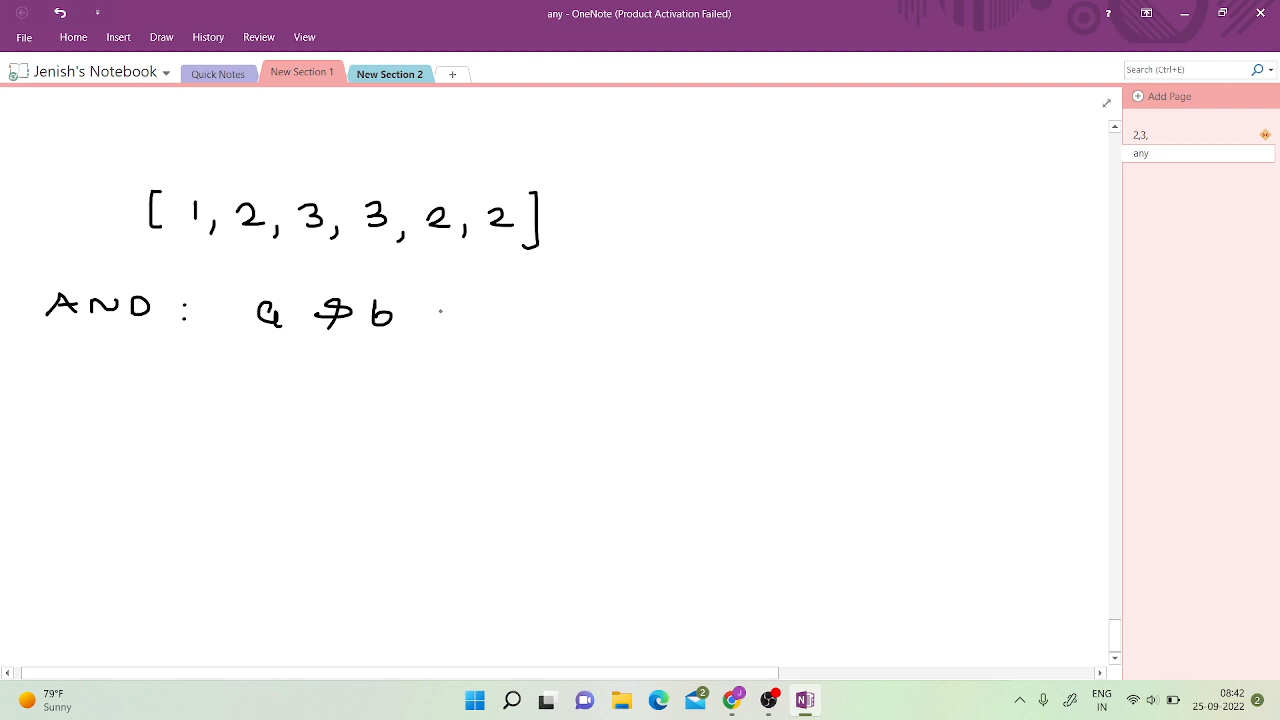 any - OneNote (Product Activation Failed)
File Home Insert Draw History Review View
Jenish's Notebook Quick Notes New Section 1 New Section 2 Search (Ctrl+E)
Add Page
2,3,
any
[ 1, 2, 3, 3, 2, 2 ]
AND : a & b
79°F
Sunny
2
ENG
IN
08:42
25-09-2022
2